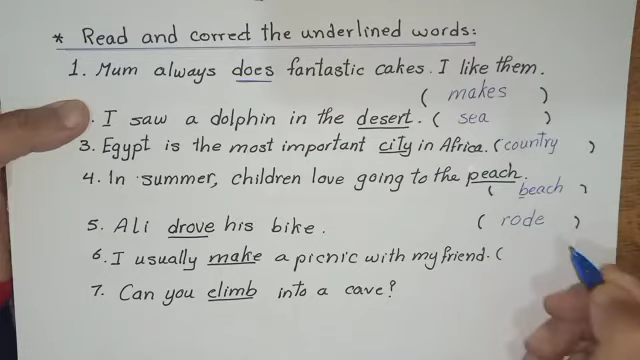 * Read and correct the underlined words:
1. Mum always does fantastic cakes. I like them.
( makes )
. I saw a dolphin in the desert. ( sea )
3. Egypt is the most important city in Africa. ( country )
4. In summer, children love going to the peach.
( beach )
5. Ali drove his bike. ( rode )
6. I usually make a picnic with my friend. (
7. Can you climb into a cave?